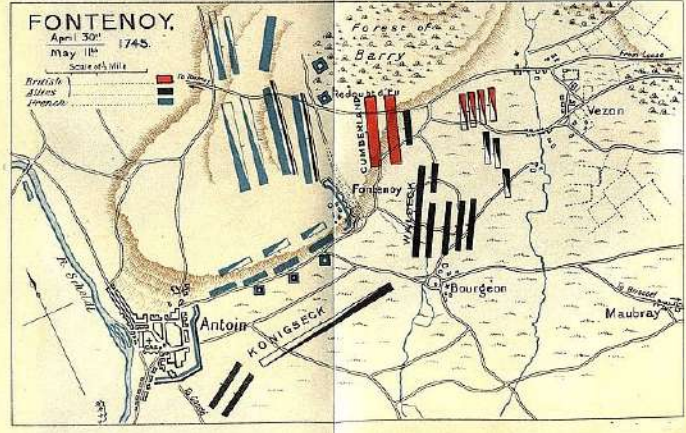 FONTENOY.
April 30th
May 11th 1745.
Scale of ½ Mile
British
Allies
French
To Tournay
Forest of
Barry
Redoubt d'Eu
from Leuze
Vezon
CUMBERLAND
Fontenoy
WALDECK
R. Scheldt
Bourgeon
Antoin
KONIGSECK
Maubray
To Condé